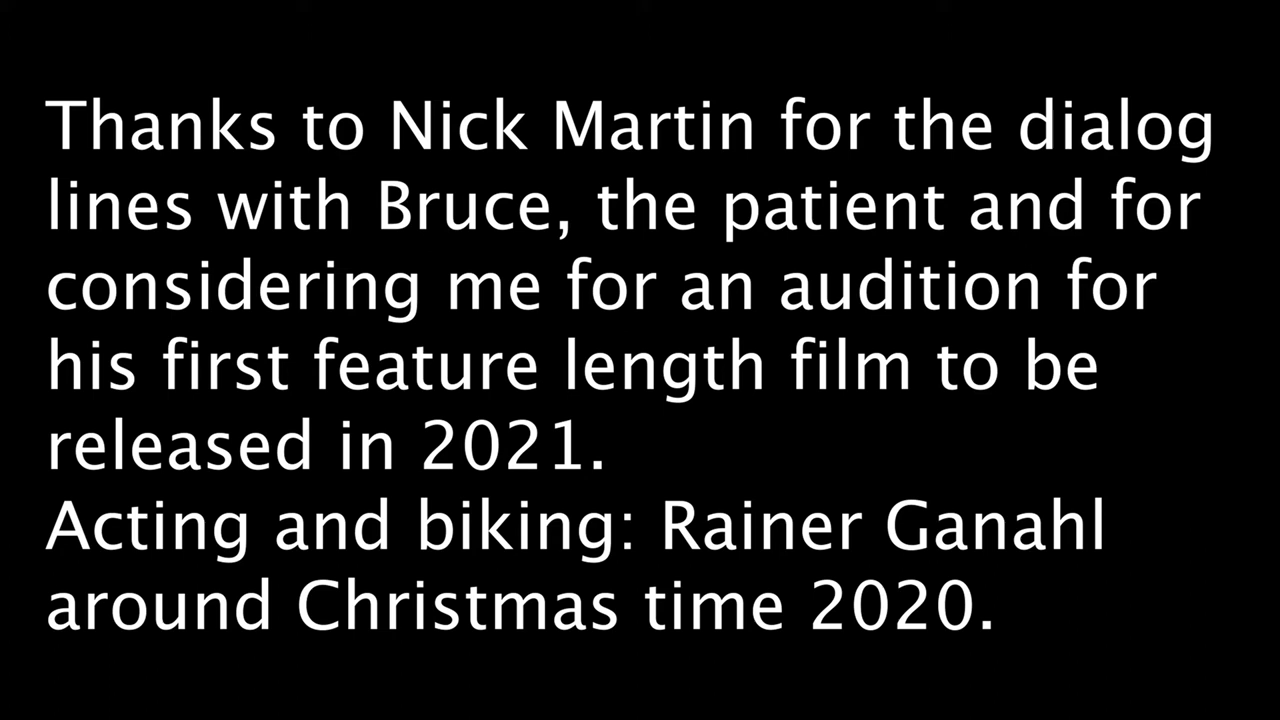 Thanks to Nick Martin for the dialog
lines with Bruce, the patient and for
considering me for an audition for
his first feature length film to be
released in 2021.
Acting and biking: Rainer Ganahl
around Christmas time 2020.